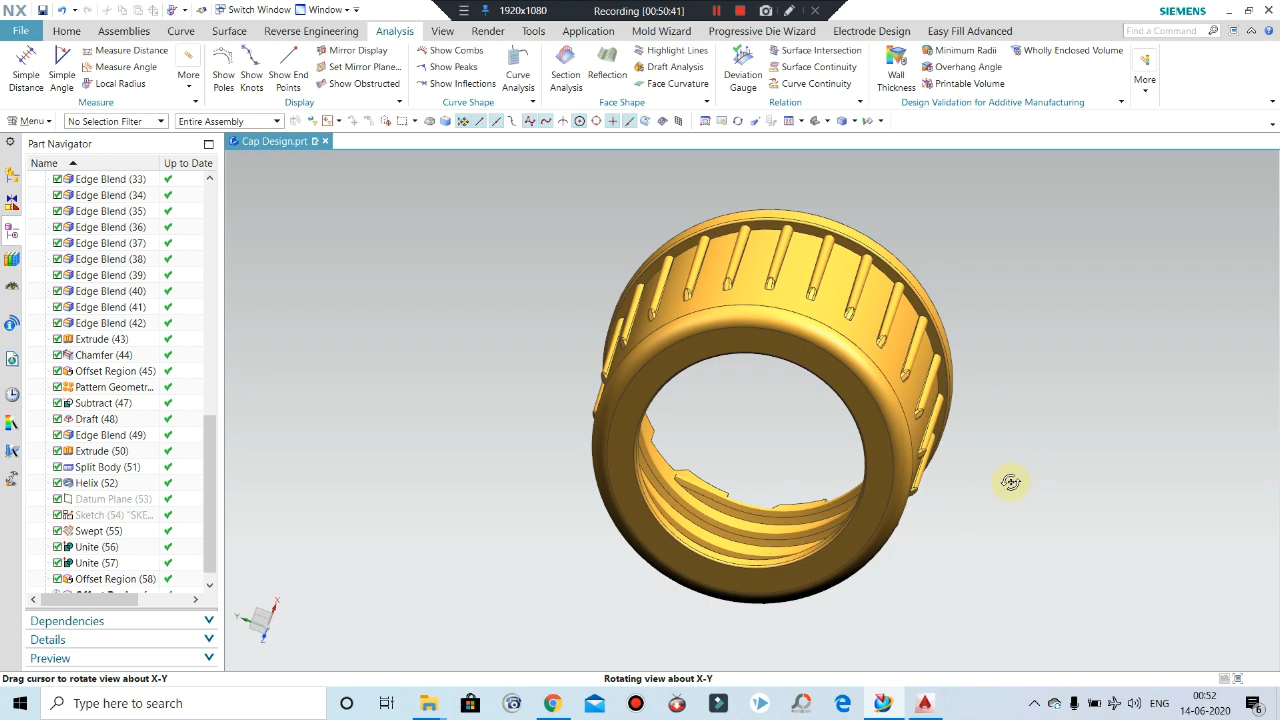 NX
Switch Window
Window
1920x1080
Recording [00:50:41]
SIEMENS
File
Home
Assemblies
Curve
Surface
Reverse Engineering
Analysis
View
Render
Tools
Application
Mold Wizard
Progressive Die Wizard
Electrode Design
Easy Fill Advanced
Find a Command
Simple Distance
Simple Angle
Measure Distance
Measure Angle
Local Radius
More
Measure
Show Poles
Show Knots
Show End Points
Mirror Display
Set Mirror Plane...
Show Obstructed
Display
Show Combs
Show Peaks
Show Inflections
Curve Analysis
Curve Shape
Section Analysis
Reflection
Highlight Lines
Draft Analysis
Face Curvature
Face Shape
Deviation Gauge
Surface Intersection
Surface Continuity
Curve Continuity
Relation
Wall Thickness
Minimum Radii
Overhang Angle
Printable Volume
Wholly Endosed Volume
Design Validation for Additive Manufacturing
More
Menu
No Selection Filter
Entire Assembly
Part Navigator
Cap Design.prt
Name
Up to Date
Edge Blend (33)
Edge Blend (34)
Edge Blend (35)
Edge Blend (36)
Edge Blend (37)
Edge Blend (38)
Edge Blend (39)
Edge Blend (40)
Edge Blend (41)
Edge Blend (42)
Extrude (43)
Chamfer (44)
Offset Region (45)
Pattern Geometr...
Subtract (47)
Draft (48)
Edge Blend (49)
Extrude (50)
Split Body (51)
Helix (52)
Datum Plane (53)
Sketch (54) "SKE...
Swept (55)
Unite (56)
Unite (57)
Offset Region (58)
Dependencies
Details
Preview
X
Y
Z
Drag cursor to rotate view about X-Y
Rotating view about X-Y
Type here to search
ENG
00:52
14-06-2020
6